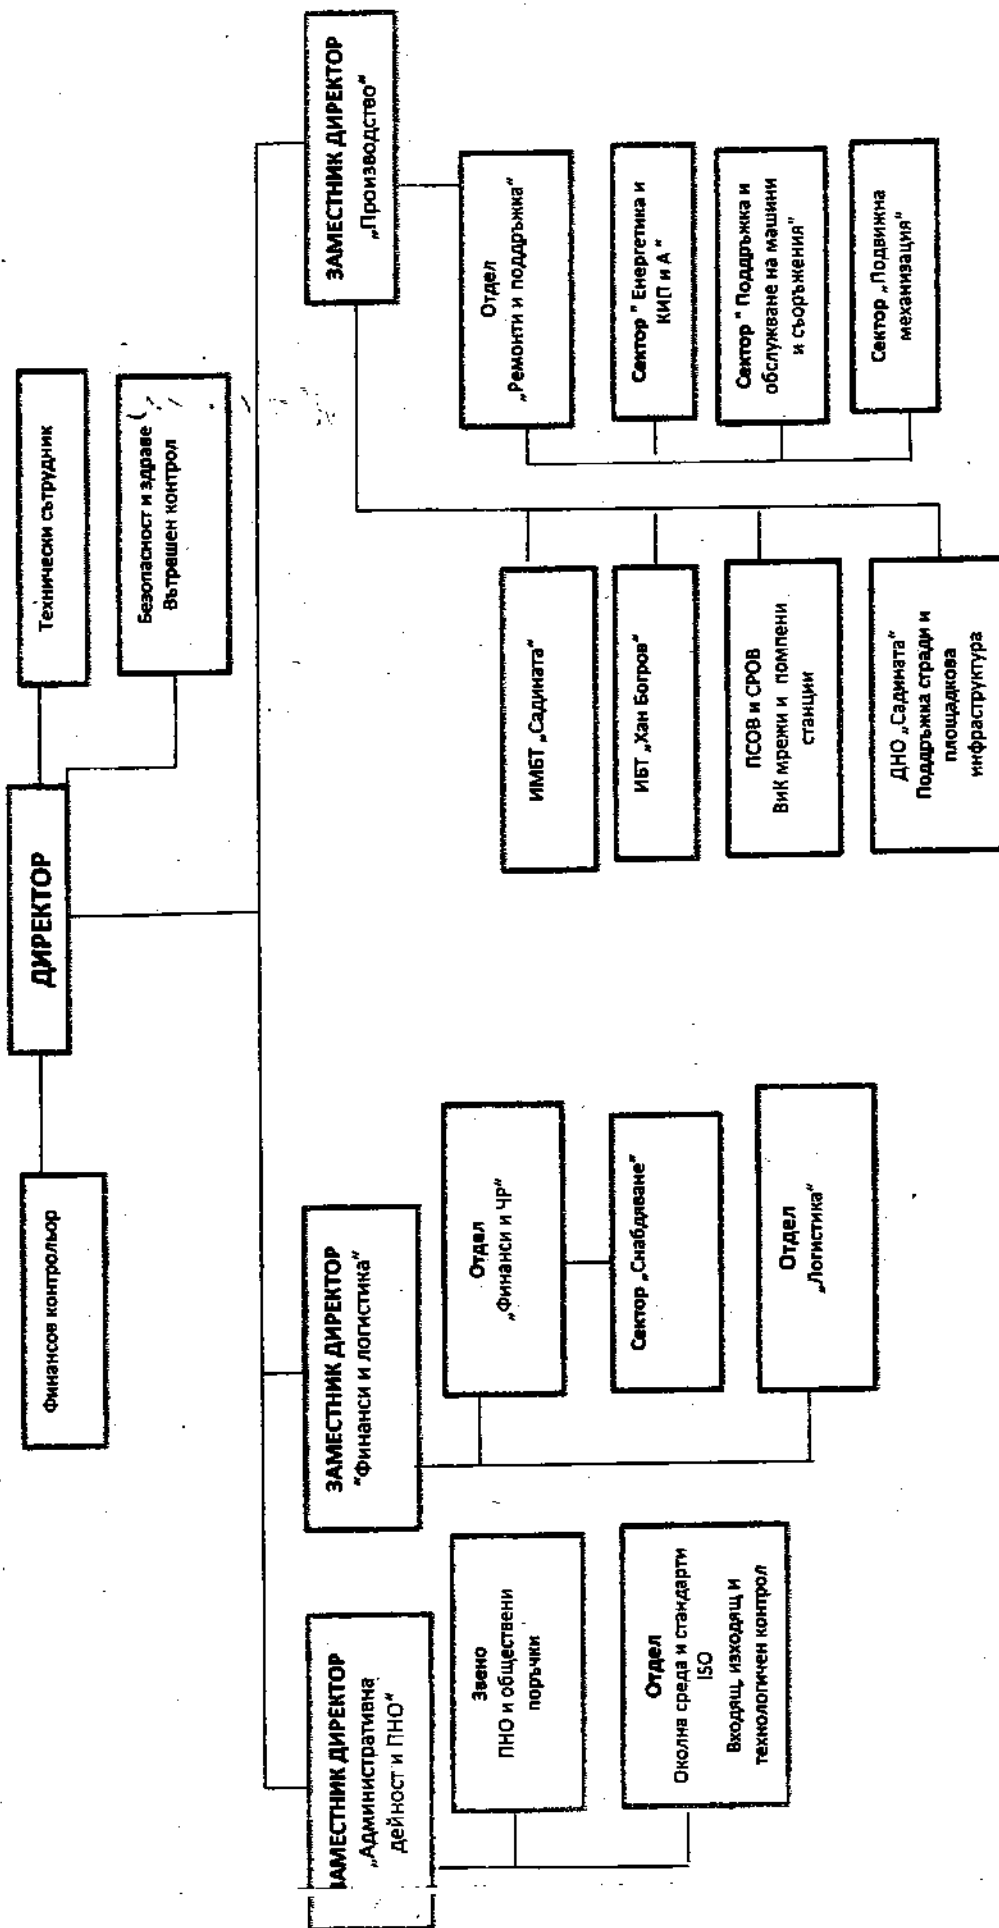 Финансов контрольор
ДИРЕКТОР
Технически сътрудник
Безопасност и здраве
Вътрашен контрол
ЗАМЕСТНИК ДИРЕКТОР
„Административна
дейност и ПНО“
Звено
ПНО и обществени
поръчки
Отдел
Околна среда и стандарти
ISO
Входящ, изходящ и
технологичен контрол
ЗАМЕСТНИК ДИРЕКТОР
“Финанси и логистика“
Отдел
„Финанси и ЧР“
Сектор „Снабдяване“
Отдел
„Логистика“
ЗАМЕСТНИК ДИРЕКТОР
„Производство“
ИМБТ „Садината“
ИБТ „Хан Богров“
ПСОВ и СРОВ
ВиК мрежи и помпени
станции
ДНО „Садината“
Поддръжка сгради и
площадкова
инфраструктура
Отдел
„Ремонти и поддръжка“
Сектор " Енергетика и
КИП и А"
Сектор " Поддръжка и
обслужване на машини
и съоръжения"
Сектор „Подвижна
механизация“